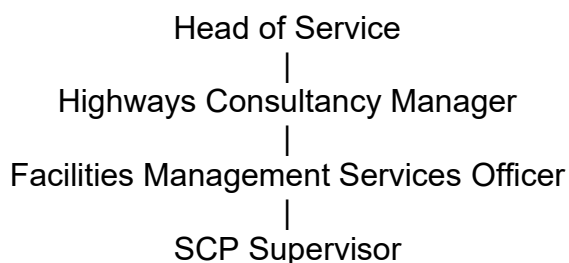 Head of Service
|
Highways Consultancy Manager
|
Facilities Management Services Officer
|
SCP Supervisor